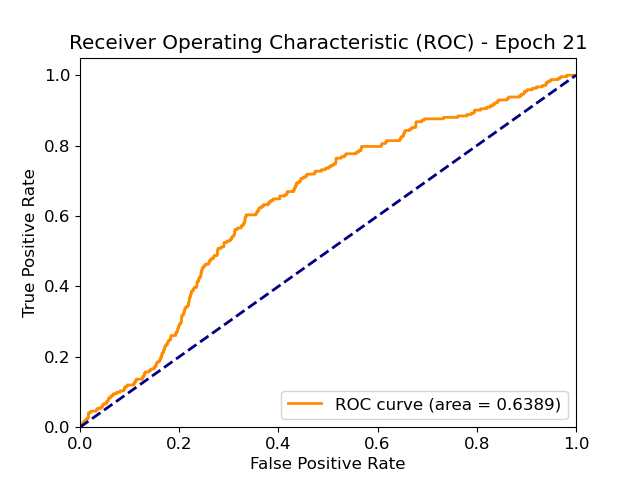 Receiver Operating Characteristic (ROC) - Epoch 21
True Positive Rate
1.0
0.8
0.6
0.4
0.2
0.0
ROC curve (area = 0.6389)
0.0 0.2 0.4 0.6 0.8 1.0
False Positive Rate